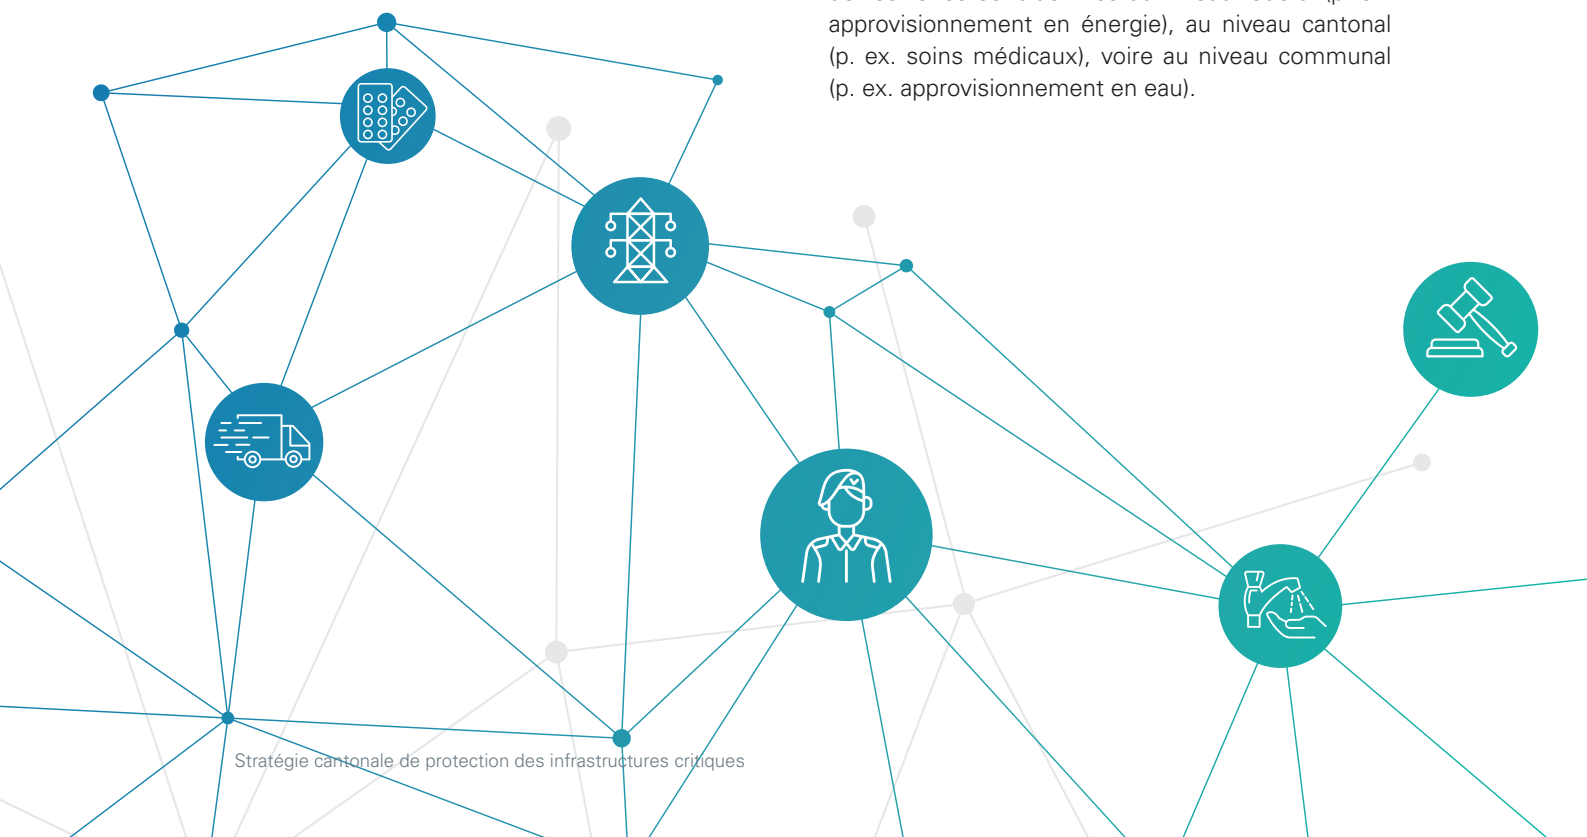 approvisionnement en énergie), au niveau cantonal
(p. ex. soins médicaux), voire au niveau communal
(p. ex. approvisionnement en eau).
Stratégie cantonale de protection des infrastructures critiques